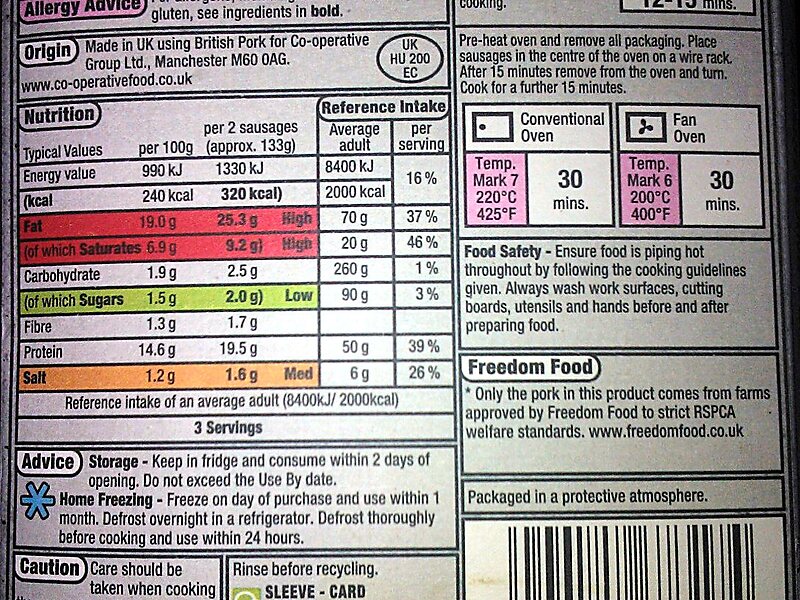 Allergy Advice
gluten, see ingredients in bold.
Origin
Made in UK using British Pork for Co-operative
Group Ltd., Manchester M60 0AG.
www.co-operativefood.co.uk
UK
HU 200
EC
Nutrition
Reference Intake
Typical Values per 100g per 2 sausages (approx. 133g) Average adult per serving
Energy value 990 kJ 1330 kJ 8400 kJ 16 %
(kcal 240 kcal 320 kcal) 2000 kcal
Fat 19.0 g 25.3 g High 70 g 37 %
(of which Saturates 6.9 g 9.2 g) High 20 g 46 %
Carbohydrate 1.9 g 2.5 g 260 g 1 %
(of which Sugars 1.5 g 2.0 g) Low 90 g 3 %
Fibre 1.3 g 1.7 g
Protein 14.6 g 19.5 g 50 g 39 %
Salt 1.2 g 1.6 g Med 6 g 26 %
Reference intake of an average adult (8400kJ/ 2000kcal)
3 Servings
Advice
Storage - Keep in fridge and consume within 2 days of
opening. Do not exceed the Use By date.
Home Freezing - Freeze on day of purchase and use within 1
month. Defrost overnight in a refrigerator. Defrost thoroughly
before cooking and use within 24 hours.
Caution
Care should be
taken when cooking
Rinse before recycling.
SLEEVE - CARD
cooking.
12-15 mins.
Pre-heat oven and remove all packaging. Place
sausages in the centre of the oven on a wire rack.
After 15 minutes remove from the oven and turn.
Cook for a further 15 minutes.
Conventional
Oven
Temp.
Mark 7
220°C
425°F
30
mins.
Fan
Oven
Temp.
Mark 6
200°C
400°F
30
mins.
Food Safety - Ensure food is piping hot
throughout by following the cooking guidelines
given. Always wash work surfaces, cutting
boards, utensils and hands before and after
preparing food.
Freedom Food
* Only the pork in this product comes from farms
approved by Freedom Food to strict RSPCA
welfare standards. www.freedomfood.co.uk
Packaged in a protective atmosphere.